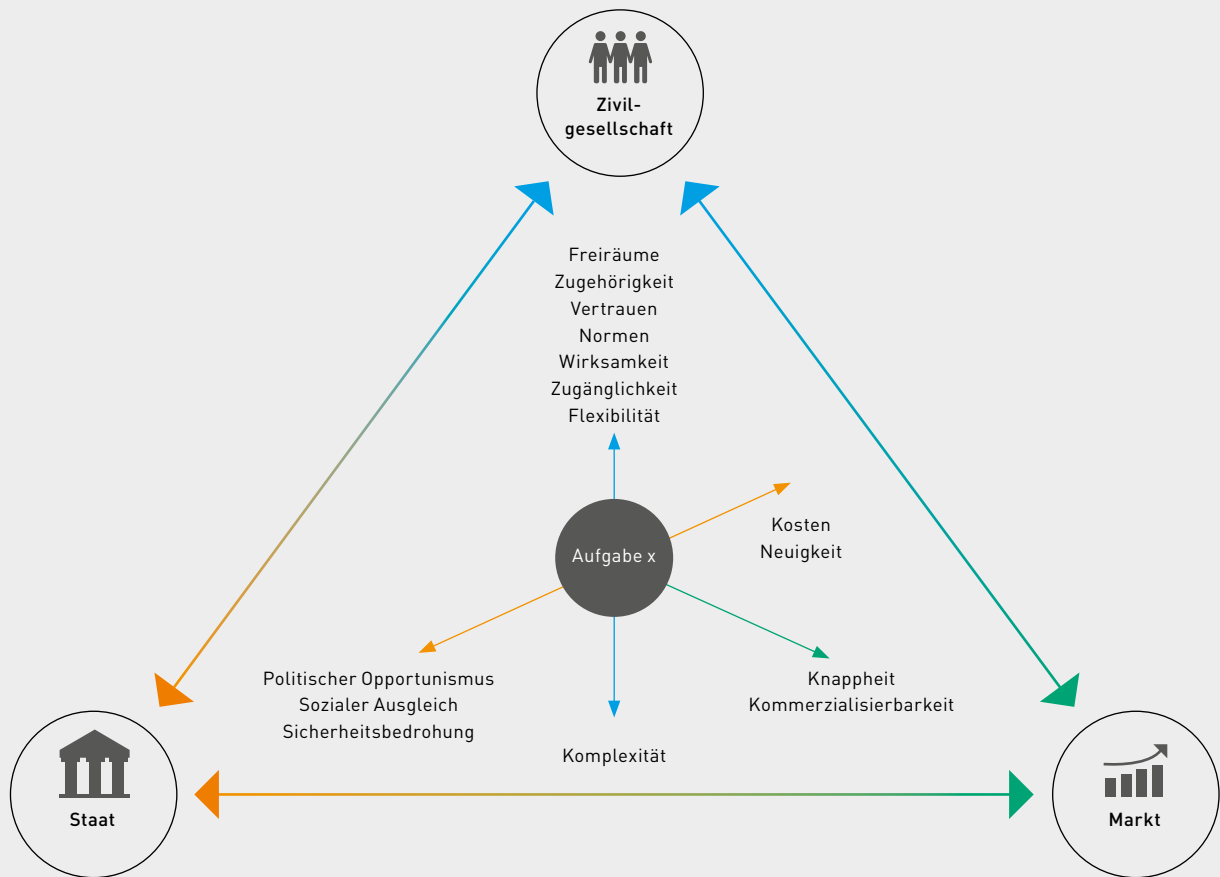 Zivil-
gesellschaft
Freiräume
Zugehörigkeit
Vertrauen
Normen
Wirksamkeit
Zugänglichkeit
Flexibilität
Kosten
Neuigkeit
Aufgabe x
Politischer Opportunismus
Sozialer Ausgleich
Sicherheitsbedrohung
Knappheit
Kommerzialisierbarkeit
Komplexität
Staat
Markt